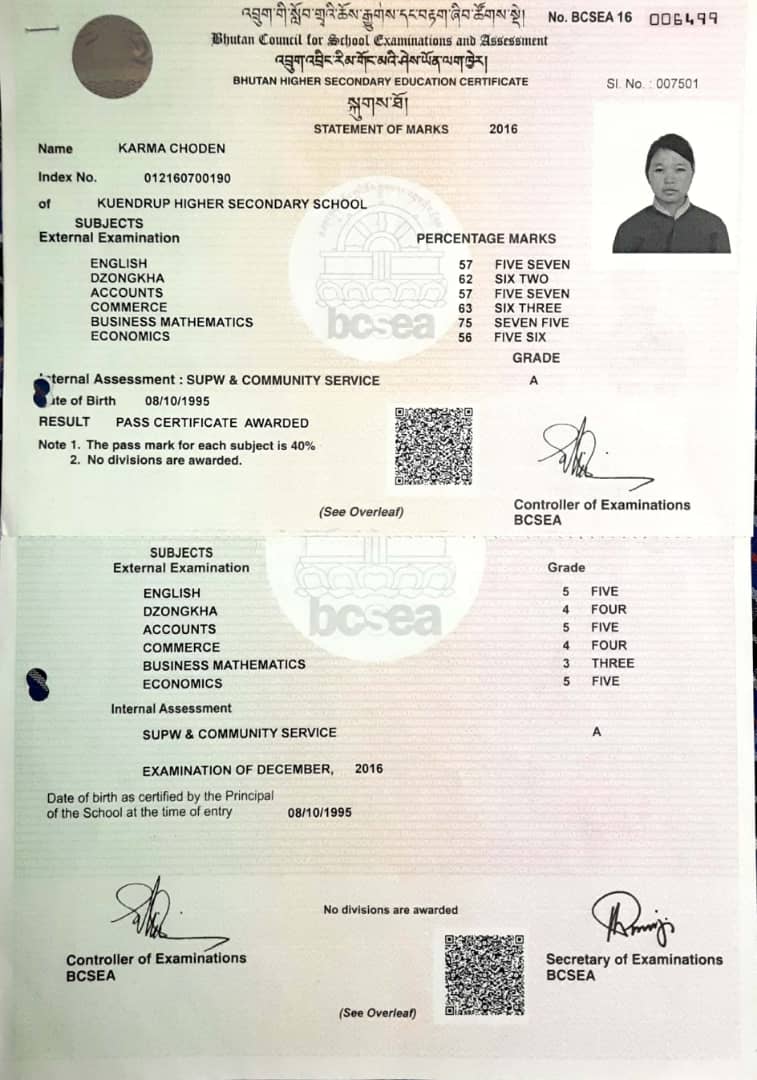 འབྲུག་གི་སློབ་གྲྭའི་ཆོས་རྒྱུགས་དང་བརྟག་ཞིབ་ཚོགས་སྡེ།
No. BCSEA 16 006499
Bhutan Council for School Examinations and Assessment
འབྲུག་འབྲིང་རིམ་གོང་མའི་ཤེས་ཡོན་ལག་ཁྱེར།
BHUTAN HIGHER SECONDARY EDUCATION CERTIFICATE
Sl. No. : 007501
སྐུགས་ཐོ།
STATEMENT OF MARKS 2016
Name KARMA CHODEN
Index No. 012160700190
of KUENDRUP HIGHER SECONDARY SCHOOL
SUBJECTS
External Examination PERCENTAGE MARKS
ENGLISH 57 FIVE SEVEN
DZONGKHA 62 SIX TWO
ACCOUNTS 57 FIVE SEVEN
COMMERCE 63 SIX THREE
BUSINESS MATHEMATICS 75 SEVEN FIVE
ECONOMICS 56 FIVE SIX
bcsea
GRADE
ternal Assessment : SUPW & COMMUNITY SERVICE A
te of Birth 08/10/1995
RESULT PASS CERTIFICATE AWARDED
Note 1. The pass mark for each subject is 40%
2. No divisions are awarded.
Controller of Examinations
BCSEA
(See Overleaf)
SUBJECTS
External Examination Grade
ENGLISH 5 FIVE
DZONGKHA 4 FOUR
ACCOUNTS 5 FIVE
COMMERCE 4 FOUR
BUSINESS MATHEMATICS 3 THREE
ECONOMICS 5 FIVE
bcsea
Internal Assessment
SUPW & COMMUNITY SERVICE A
EXAMINATION OF DECEMBER, 2016
Date of birth as certified by the Principal
of the School at the time of entry 08/10/1995
No divisions are awarded
Controller of Examinations
BCSEA
Secretary of Examinations
BCSEA
(See Overleaf)